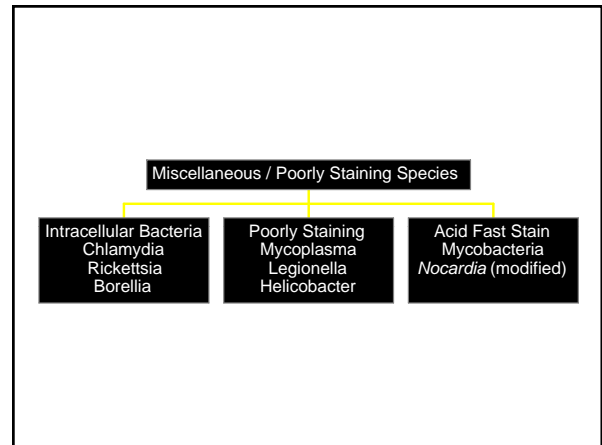 Miscellaneous / Poorly Staining Species
Intracellular Bacteria
Chlamydia
Rickettsia
Borellia
Poorly Staining
Mycoplasma
Legionella
Helicobacter
Acid Fast Stain
Mycobacteria
Nocardia (modified)